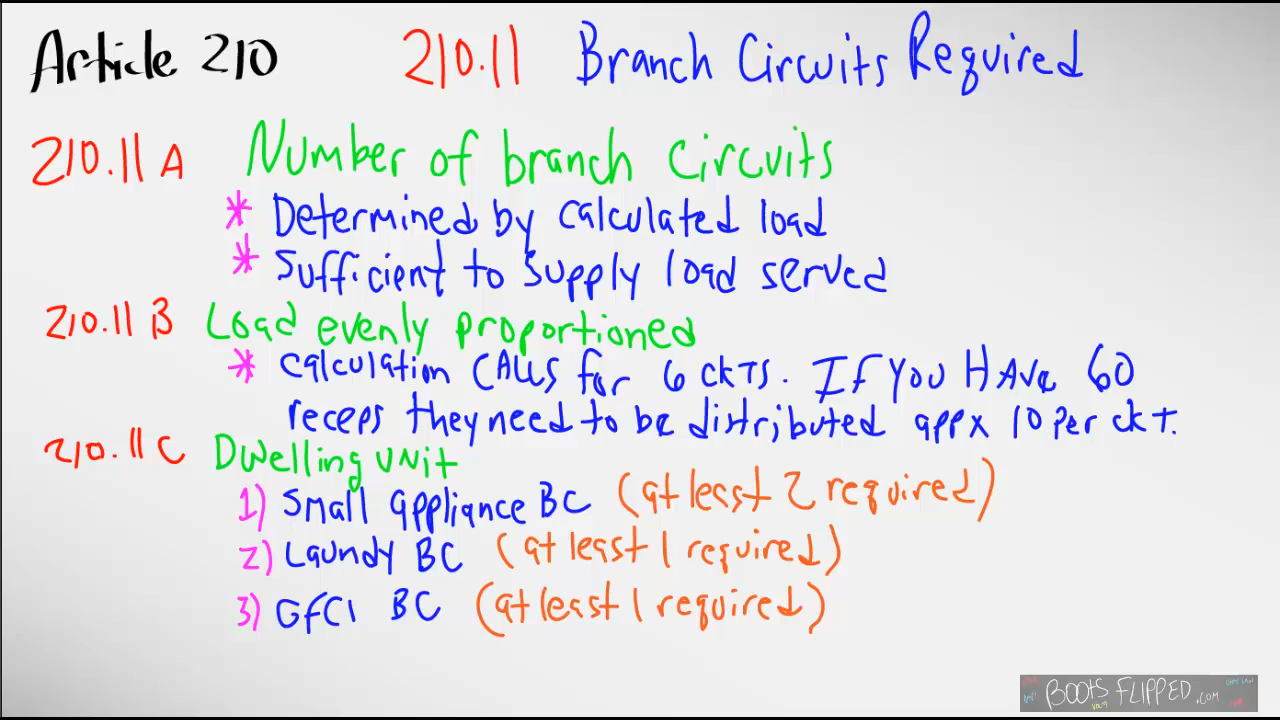 Article 210 210.11 Branch Circuits Required
210.11 A Number of branch circuits
* Determined by calculated load
* Sufficient to supply load served
210.11 B Load evenly proportioned
* Calculation CALLS for 6 CKTS. If you HAve 60
receps they need to be distributed appx 10 per ckt.
210.11 C Dwelling unit
1) Small appliance BC (at least 2 required)
2) Laundy BC (at least 1 required)
3) GFCI BC (at least 1 required)
BOOTS FLIPPED.COM